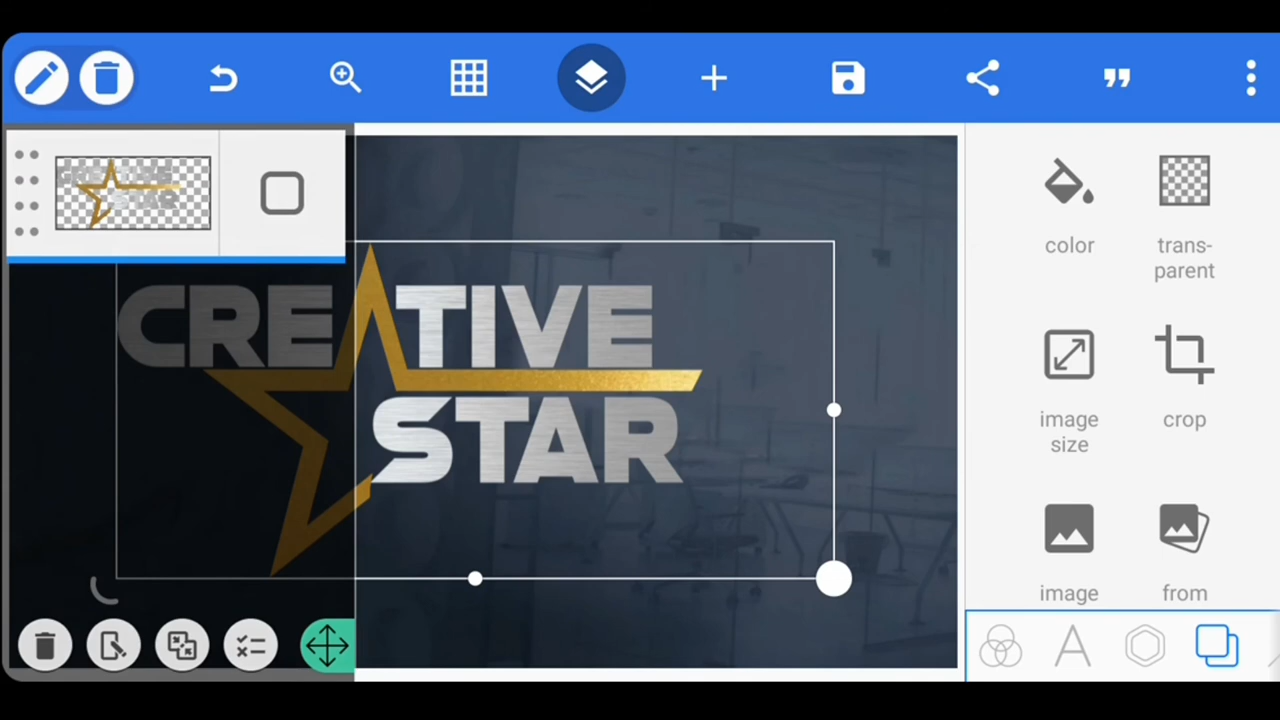 color
trans-
parent
CREATIVE
STAR
image
size
crop
image
from